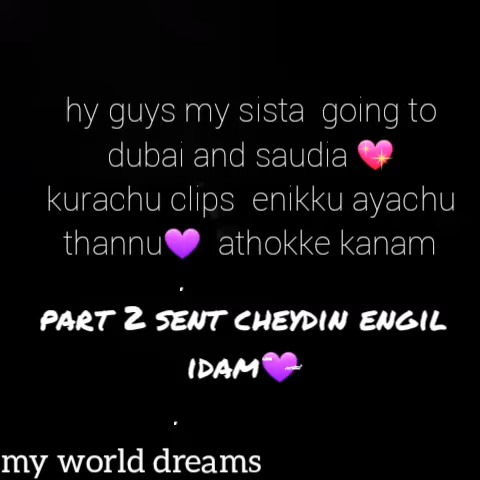 hy guys my sista going to
dubai and saudia 💖
kurachu clips enikku ayachu
thannu💜 athokke kanam
.
PART 2 SENT CHEYDIN ENGIL
IDAM💜
.
my world dreams